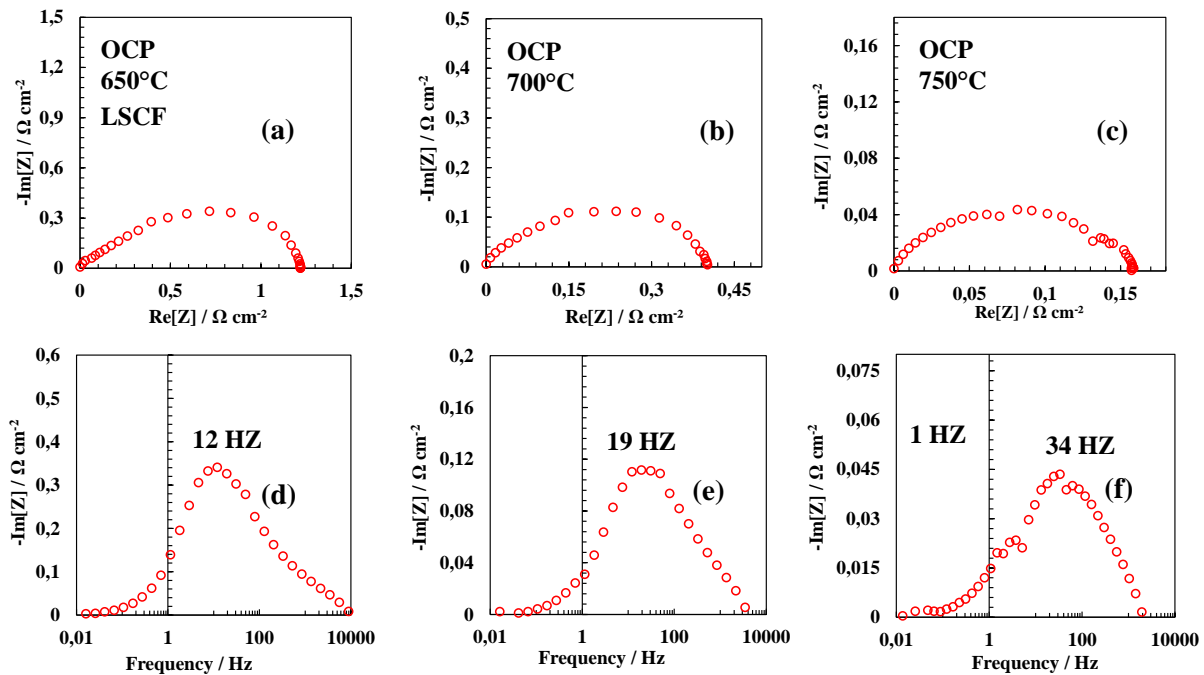 -Im[Z] / Ω cm-2
1,5
1,2
0,9
0,6
0,3
0
OCP
650°C
LSCF
(a)
0
0,5
1
1,5
Re[Z] / Ω cm-2
-Im[Z] / Ω cm-2
0,5
0,4
0,3
0,2
0,1
0
OCP
700°C
(b)
0
0,15
0,3
0,45
Re[Z] / Ω cm-2
-Im[Z] / Ω cm-2
0,16
0,12
0,08
0,04
0
OCP
750°C
(c)
0
0,05
0,1
0,15
Re[Z] / Ω cm-2
-Im[Z] / Ω cm-2
0,6
0,5
0,4
0,3
0,2
0,1
0
12 HZ
(d)
0,01
1
100
10000
Frequency / Hz
-Im[Z] / Ω cm-2
0,2
0,16
0,12
0,08
0,04
0
19 HZ
(e)
0,01
1
100
10000
Frequency / Hz
-Im[Z] / Ω cm-2
0,075
0,06
0,045
0,03
0,015
0
1 HZ
34 HZ
(f)
0,01
1
100
10000
Frequency / Hz